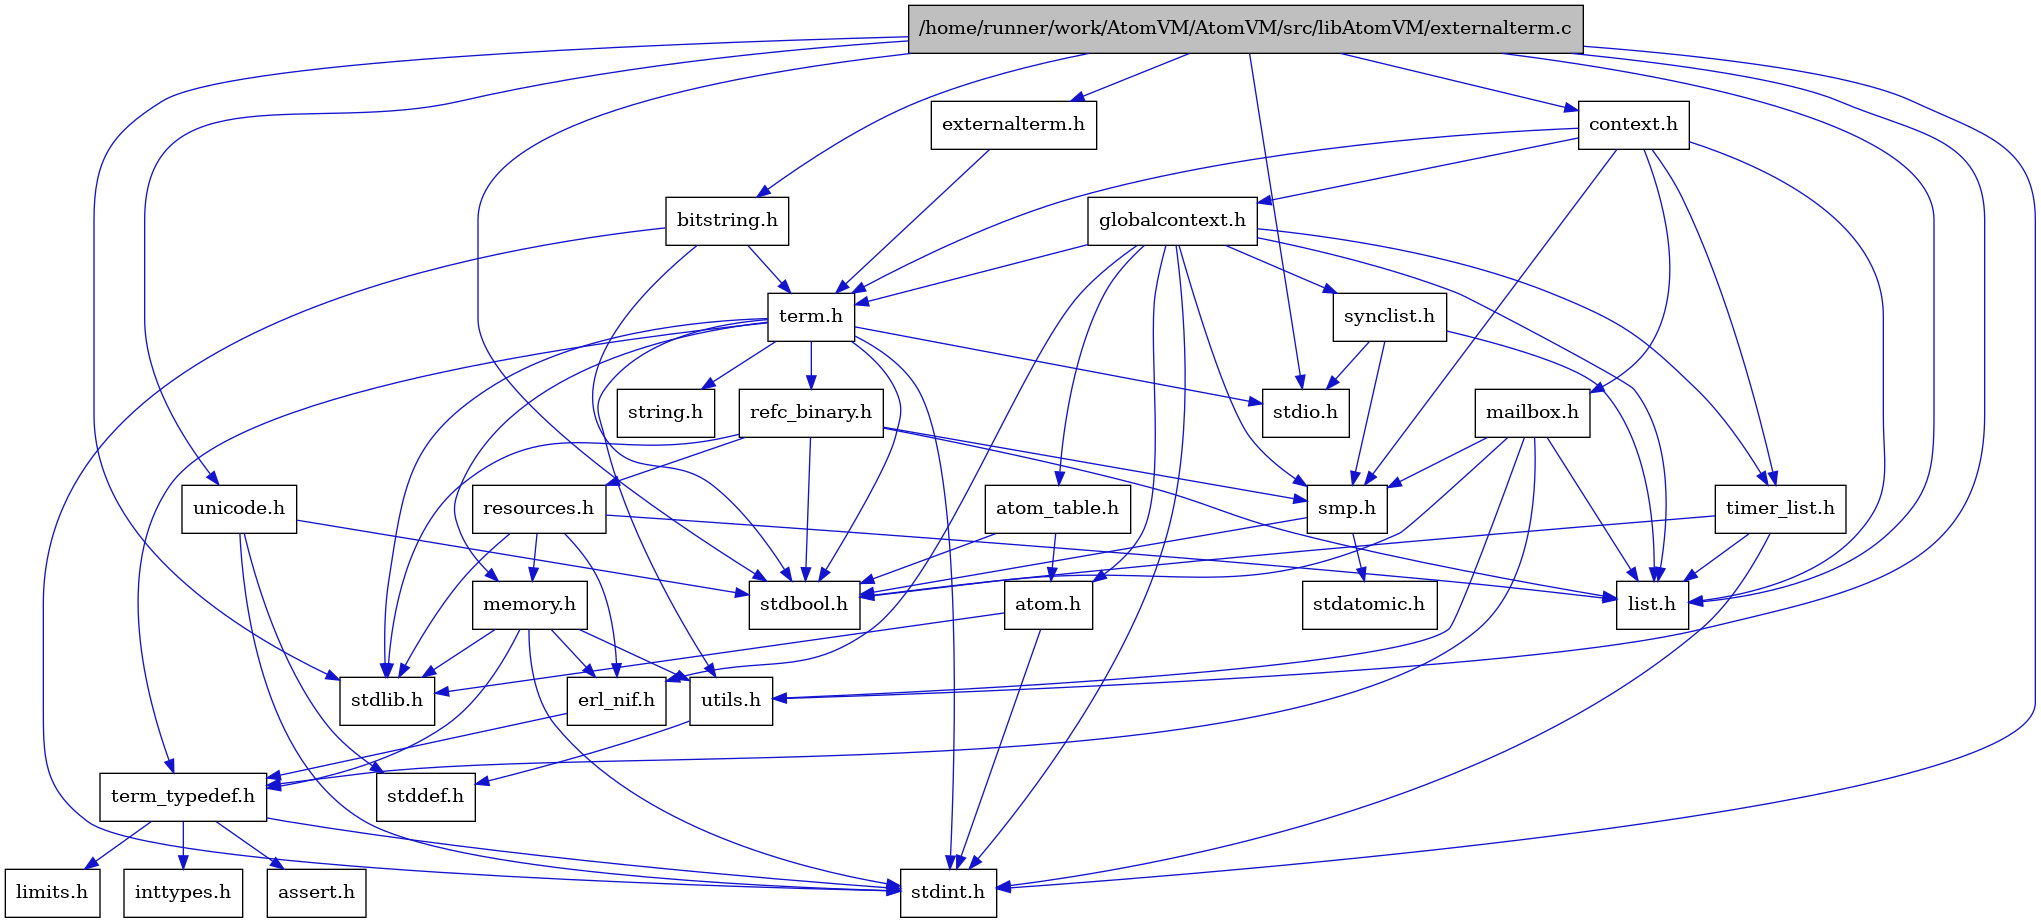 /home/runner/work/AtomVM/AtomVM/src/libAtomVM/externalterm.c
externalterm.h
context.h
bitstring.h
globalcontext.h
term.h
synclist.h
string.h
refc_binary.h
stdio.h
mailbox.h
unicode.h
resources.h
atom_table.h
smp.h
timer_list.h
memory.h
stdbool.h
atom.h
stdatomic.h
list.h
stdlib.h
erl_nif.h
utils.h
term_typedef.h
stddef.h
limits.h
inttypes.h
assert.h
stdint.h